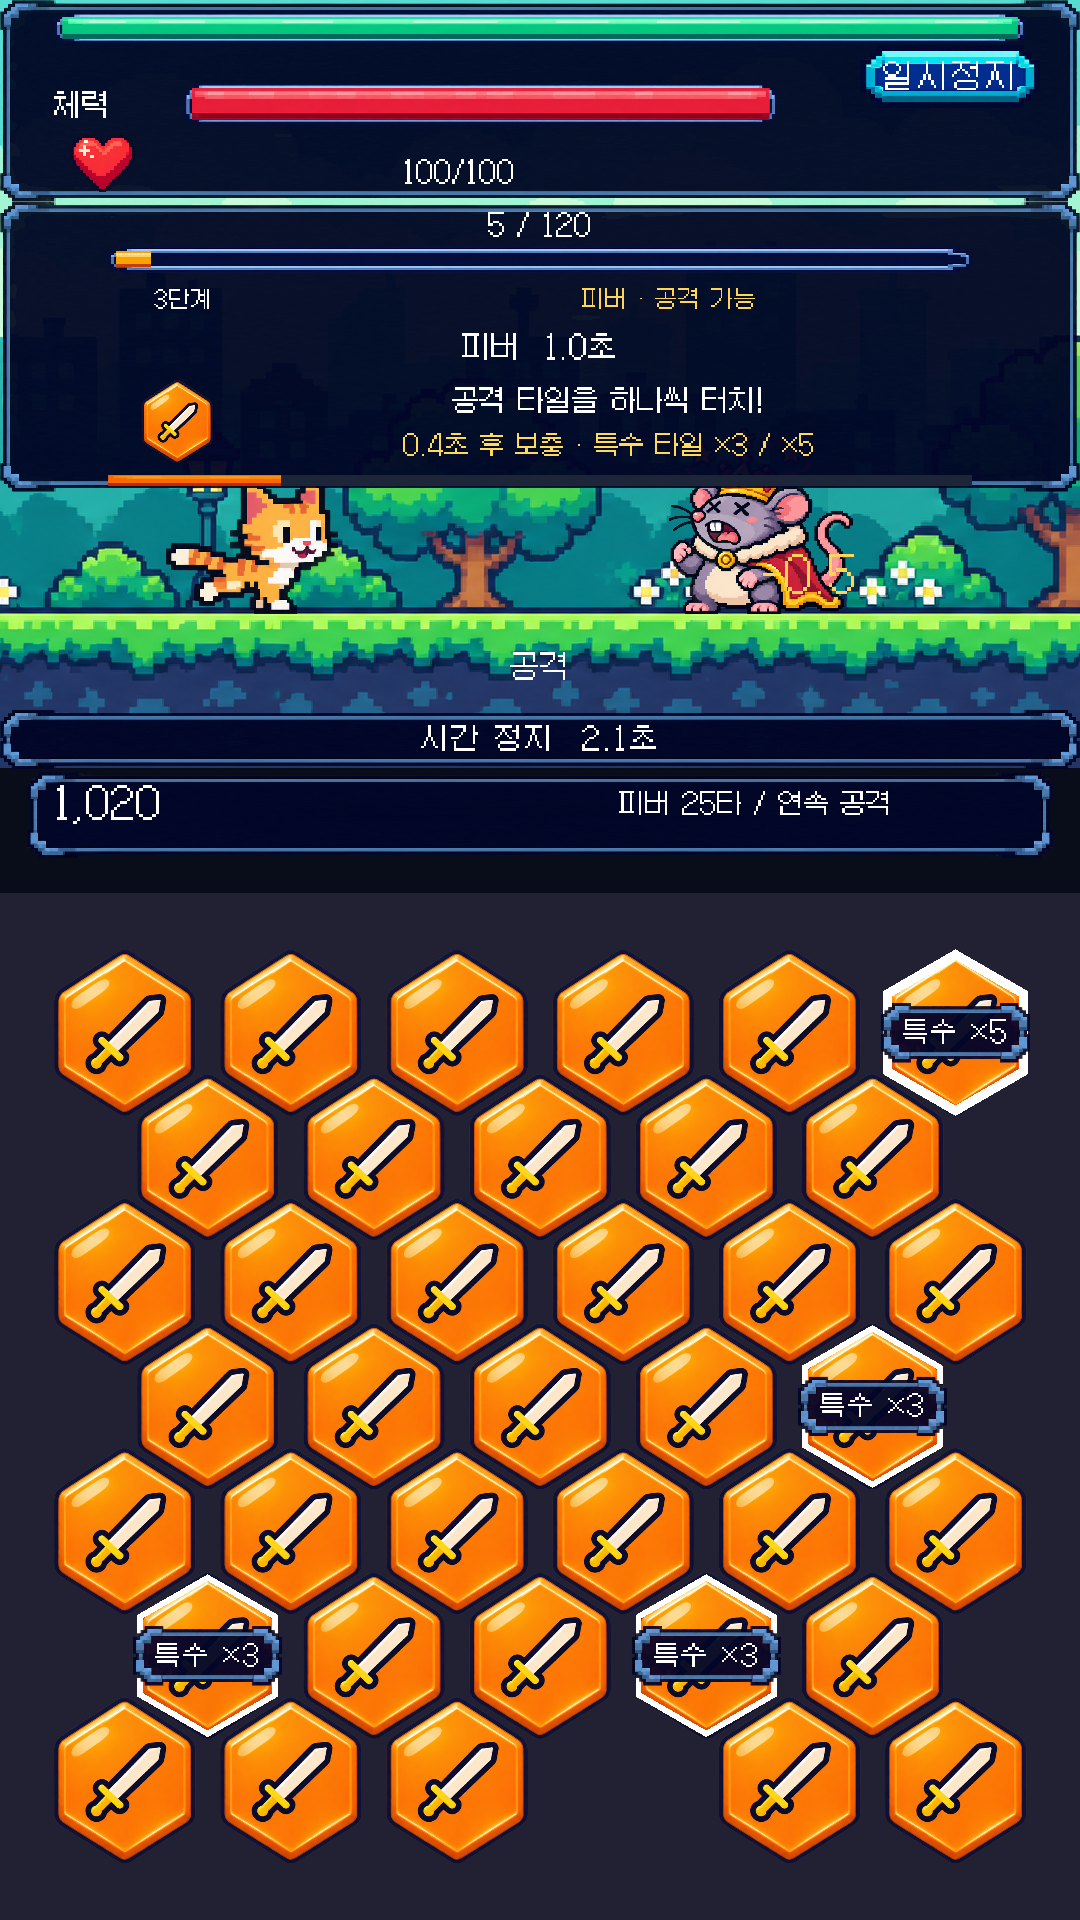 일시정지
체력
100/100
5 / 120
3단계
피버 · 공격 가능
피버 1.0초
공격 타일을 하나씩 터치!
0.4초 후 보충 · 특수 타일 ×3 / ×5
공격
시간 정지 2.1초
1,020
피버 25타 / 연속 공격
특수 ×5
특수 ×3
특수 ×3
특수 ×3